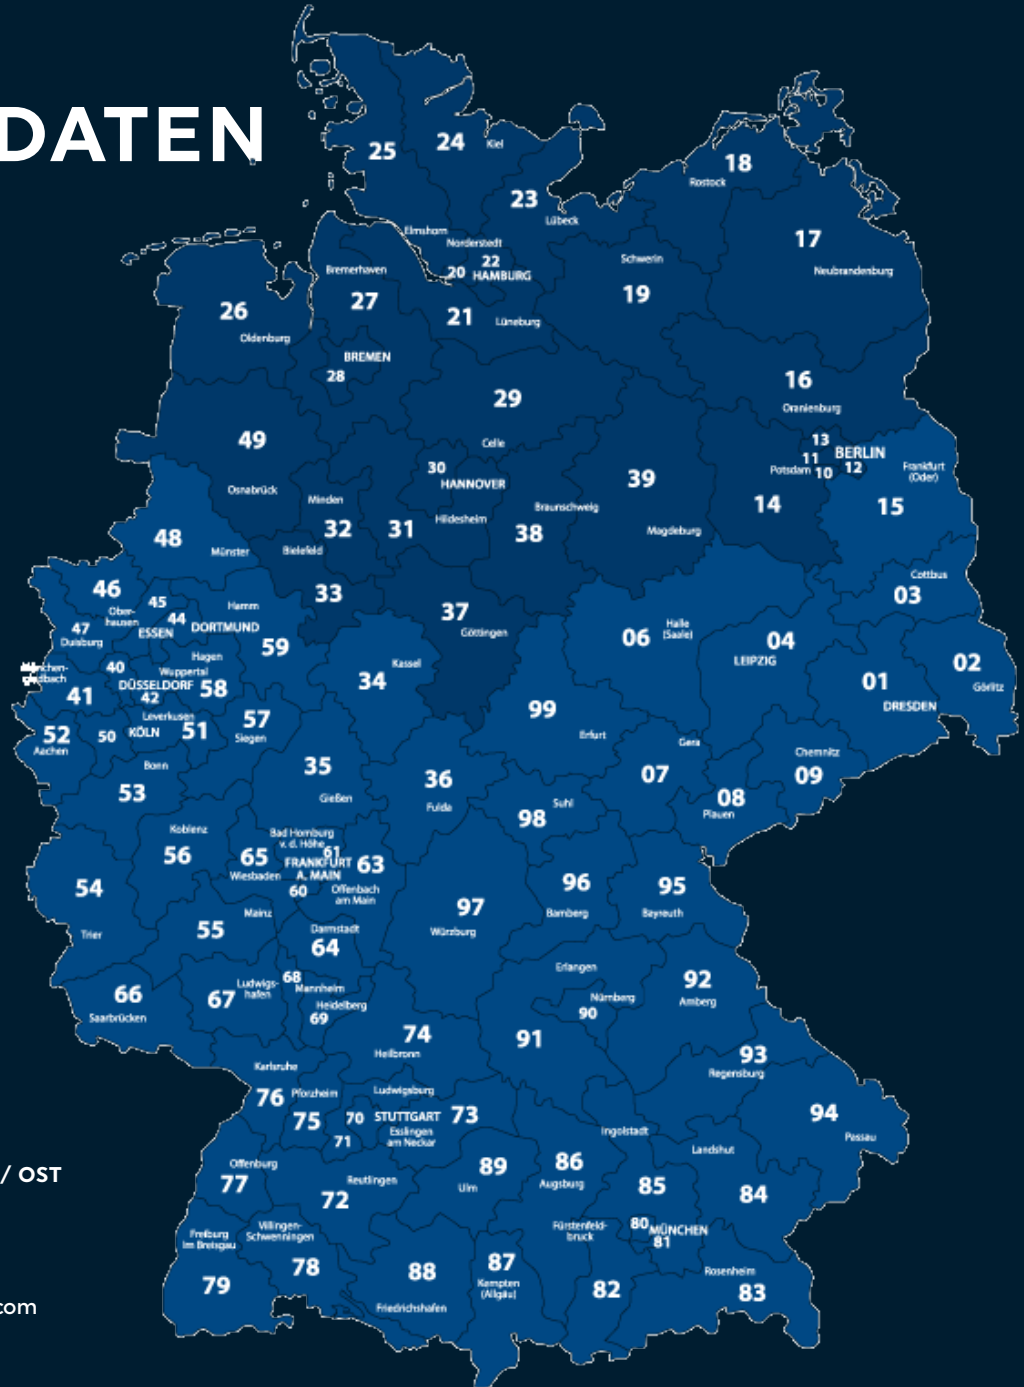 DATEN
25
24
Kiel
18
Rostock
23
Lübeck
17
Neubrandenburg
Elmshorn
Norderstedt
22
20 HAMBURG
Schwerin
19
Bremerhaven
27
26
Oldenburg
21
Lüneburg
BREMEN
28
16
Oranienburg
29
Celle
49
Osnabrück
13
BERLIN
11
Potsdam 10
12
Frankfurt
(Oder)
30
HANNOVER
39
Magdeburg
14
15
Minden
32
31
Hildesheim
Braunschweig
38
48
Münster
Bielefeld
33
Cottbus
03
46
45
Ober-
hausen
44
Hamm
47
Duisburg
ESSEN
DORTMUND
37
Göttingen
06
Halle
(Saale)
04
LEIPZIG
59
Hagen
40
Wuppertal
DÜSSELDORF
42
58
41
34
Kassel
01
DRESDEN
02
Görlitz
99
Erfurt
52
Aachen
50
Leverkusen
KÖLN
51
57
Siegen
Gera
07
Chemnitz
09
Bonn
53
35
Gießen
36
Fulda
08
Plauen
98
Suhl
Koblenz
56
65
Wiesbaden
Bad Homburg
v. d. Höhe
61
FRANKFURT
A. MAIN
60
63
Offenbach
am Main
54
Trier
97
Würzburg
96
Bamberg
95
Bayreuth
55
Mainz
Darmstadt
64
66
Saarbrücken
67
Ludwigs-
hafen
68
Mannheim
Heidelberg
69
Erlangen
Nürnberg
90
92
Amberg
74
Heilbronn
91
93
Regensburg
Karlsruhe
76
Pforzheim
75
Ludwigsburg
70 STUTTGART
71
Esslingen
am Neckar
73
94
Passau
Ingolstadt
Landshut
/ OST
Offenburg
77
Reutlingen
72
89
Ulm
86
Augsburg
85
84
Freiburg
im Breisgau
79
Villingen-
Schwenningen
78
Fürstenfeld-
bruck
80 MÜNCHEN
81
88
Friedrichshafen
87
Kempten
(Allgäu)
82
Rosenheim
83
com